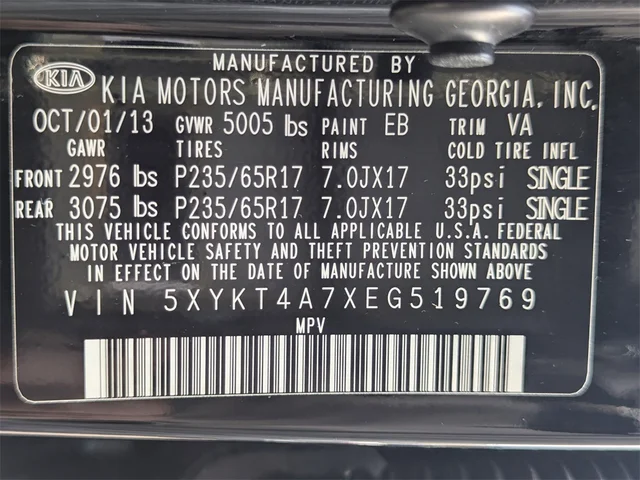 MANUFACTURED BY
KIA KIA MOTORS MANUFACTURING GEORGIA, INC.
OCT/01/13 GVWR 5005 lbs PAINT EB TRIM VA
GAWR TIRES RIMS COLD TIRE INFL
FRONT 2976 lbs P235/65R17 7.0JX17 33psi SINGLE
REAR 3075 lbs P235/65R17 7.0JX17 33psi SINGLE
THIS VEHICLE CONFORMS TO ALL APPLICABLE U.S.A. FEDERAL
MOTOR VEHICLE SAFETY AND THEFT PREVENTION STANDARDS
IN EFFECT ON THE DATE OF MANUFACTURE SHOWN ABOVE
VIN 5XYKT4A7XEG519769
MPV